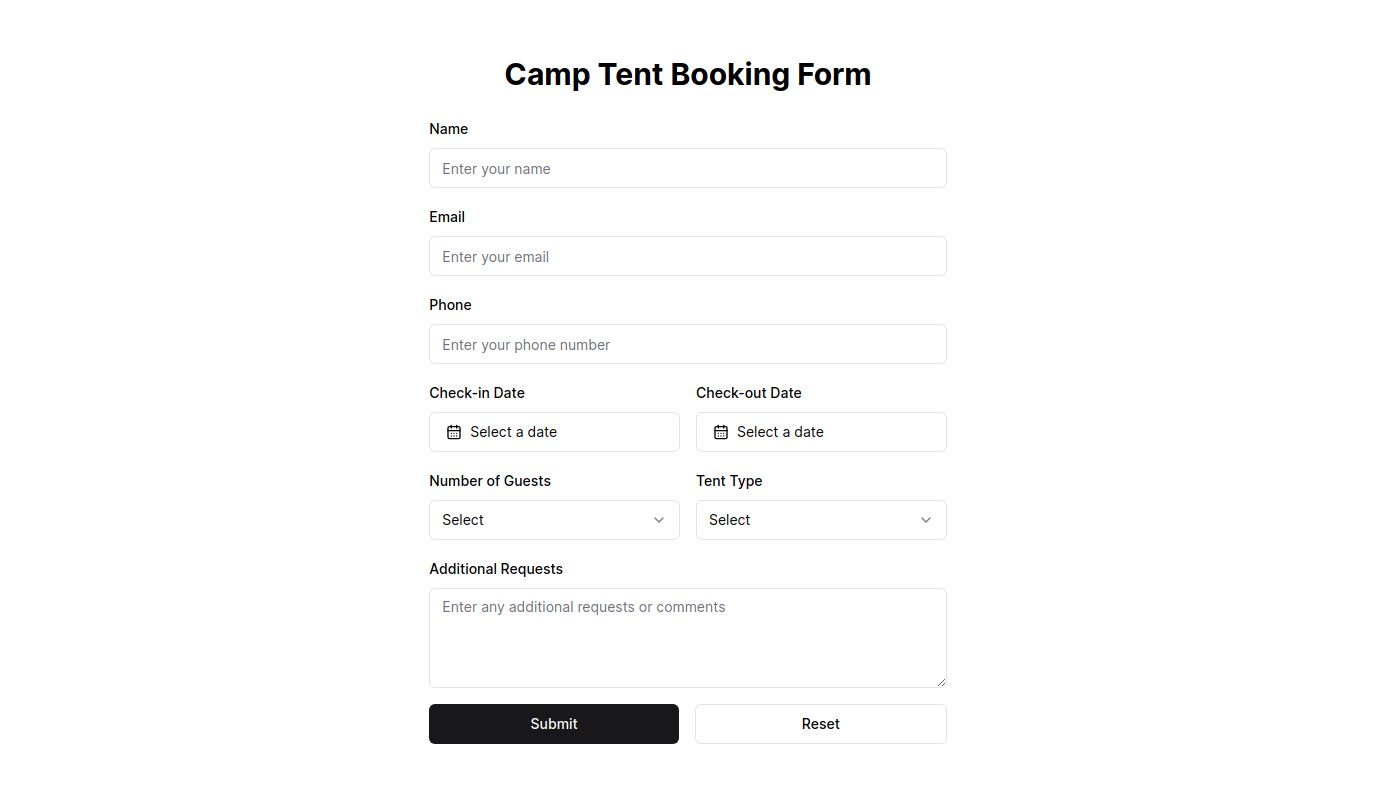 Camp Tent Booking Form
Name
Enter your name
Email
Enter your email
Phone
Enter your phone number
Check-in Date
Check-out Date
Select a date
Select a date
Number of Guests
Tent Type
Select
Select
Additional Requests
Enter any additional requests or comments
Submit
Reset